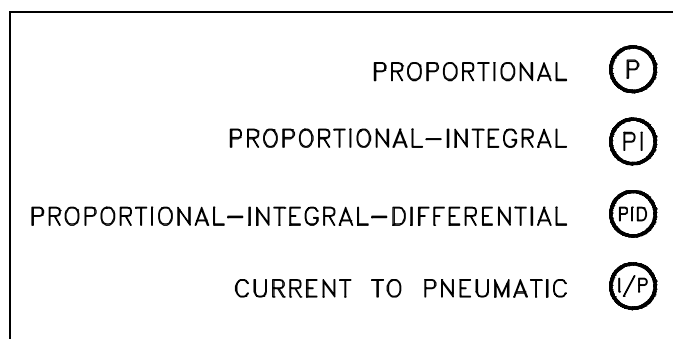 PROPORTIONAL P
PROPORTIONAL-INTEGRAL PI
PROPORTIONAL-INTEGRAL-DIFFERENTIAL PID
CURRENT TO PNEUMATIC I/P